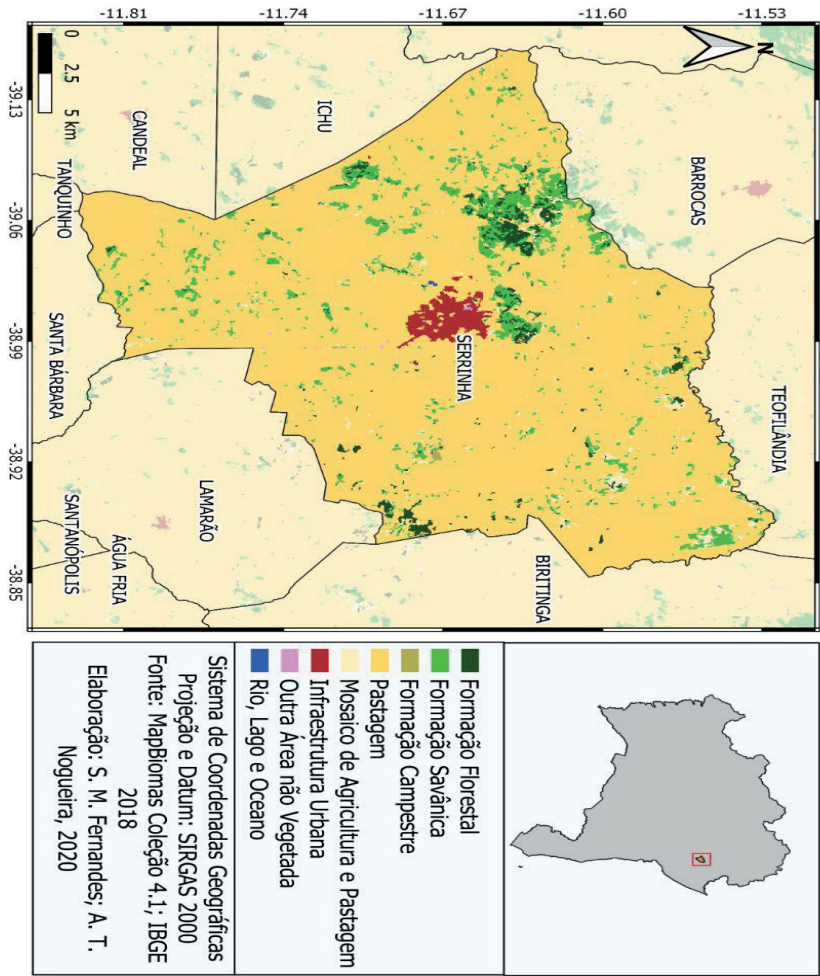 N
-11.53
-11.60
-11.67
-11.74
-11.81
BARROCAS
TEOFILÂNDIA
BIRITINGA
SERRINHA
ICHU
LAMARÃO
CANDEAL
ÁGUA FRIA
TANQUINHO
SANTA BÁRBARA
SANTANÓPOLIS
0 2.5 5 km
-39.13
-39.06
-38.99
-38.92
-38.85
Formação Florestal
Formação Savânica
Formação Campestre
Pastagem
Mosaico de Agricultura e Pastagem
Infraestrutura Urbana
Outra Área não Vegetada
Rio, Lago e Oceano
Sistema de Coordenadas Geográficas
Projeção e Datum: SIRGAS 2000
Fonte: MapBiomas Coleção 4.1; IBGE
2018
Elaboração: S. M. Fernandes; A. T.
Nogueira, 2020